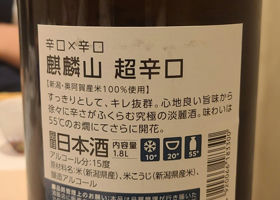 辛口×辛口
麒麟山 超辛口
【新潟・奥阿賀産米100%使用】
すっきりとして、キレ抜群。心地良い旨味から
徐々に辛さがふくらむ究極の淡麗酒。味わいは
55℃のお燗にてさらに開花。
日本酒 1.8L
10° 20° 55°
アルコール分:15度
原材料名:米(新潟県産)、米こうじ(新潟県産米)、
醸造アルコール